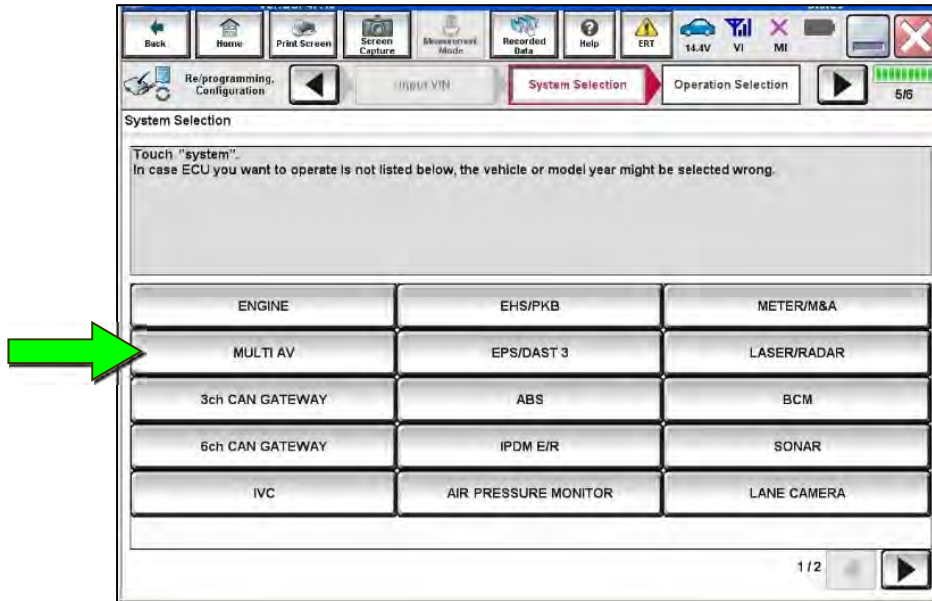 Back
Home
Print Screen
Screen
Capture
Measurement
Mode
Recorded
Data
Help
ERT
14.4V
VI
MI
Re/programming,
Configuration
Input VIN
System Selection
Operation Selection
5/6
System Selection
Touch "system".
In case ECU you want to operate is not listed below, the vehicle or model year might be selected wrong.
ENGINE
EHS/PKB
METER/M&A
MULTI AV
EPS/DAST 3
LASER/RADAR
3ch CAN GATEWAY
ABS
BCM
6ch CAN GATEWAY
IPDM E/R
SONAR
IVC
AIR PRESSURE MONITOR
LANE CAMERA
1/2